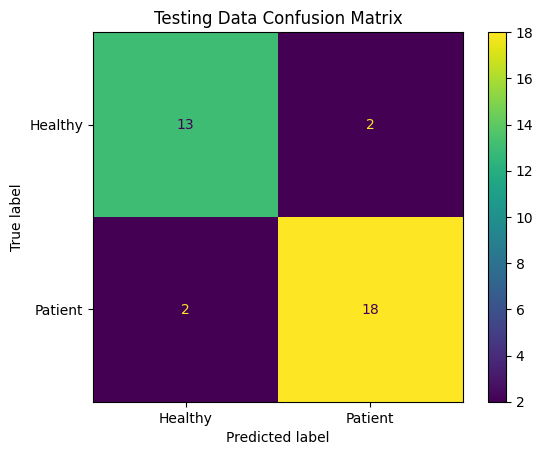 Testing Data Confusion Matrix
True label
Healthy
Patient
13
2
2
18
Healthy
Patient
Predicted label
18
16
14
12
10
8
6
4
2